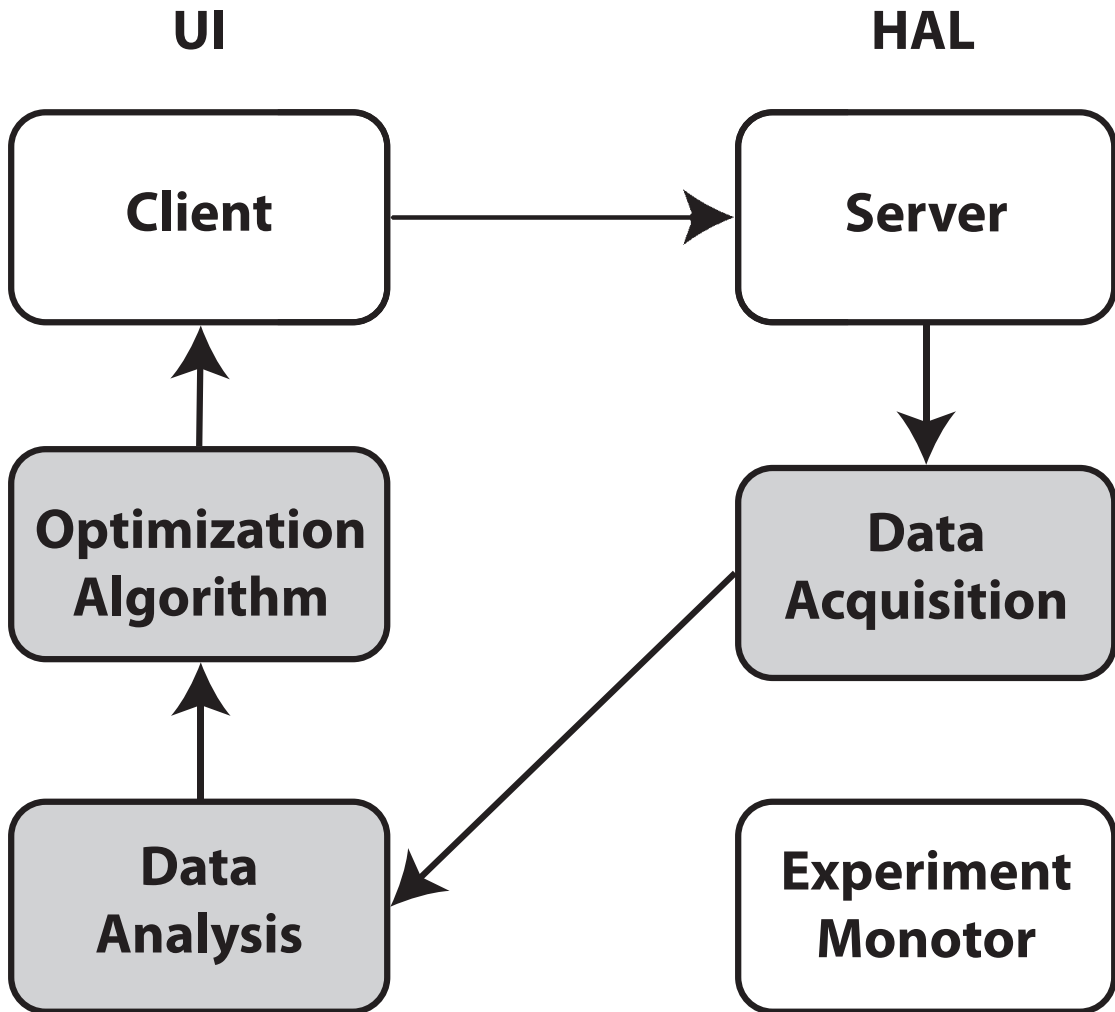 UI
HAL
Client
Server
Optimization
Algorithm
Data
Acquisition
Data
Analysis
Experiment
Monotor